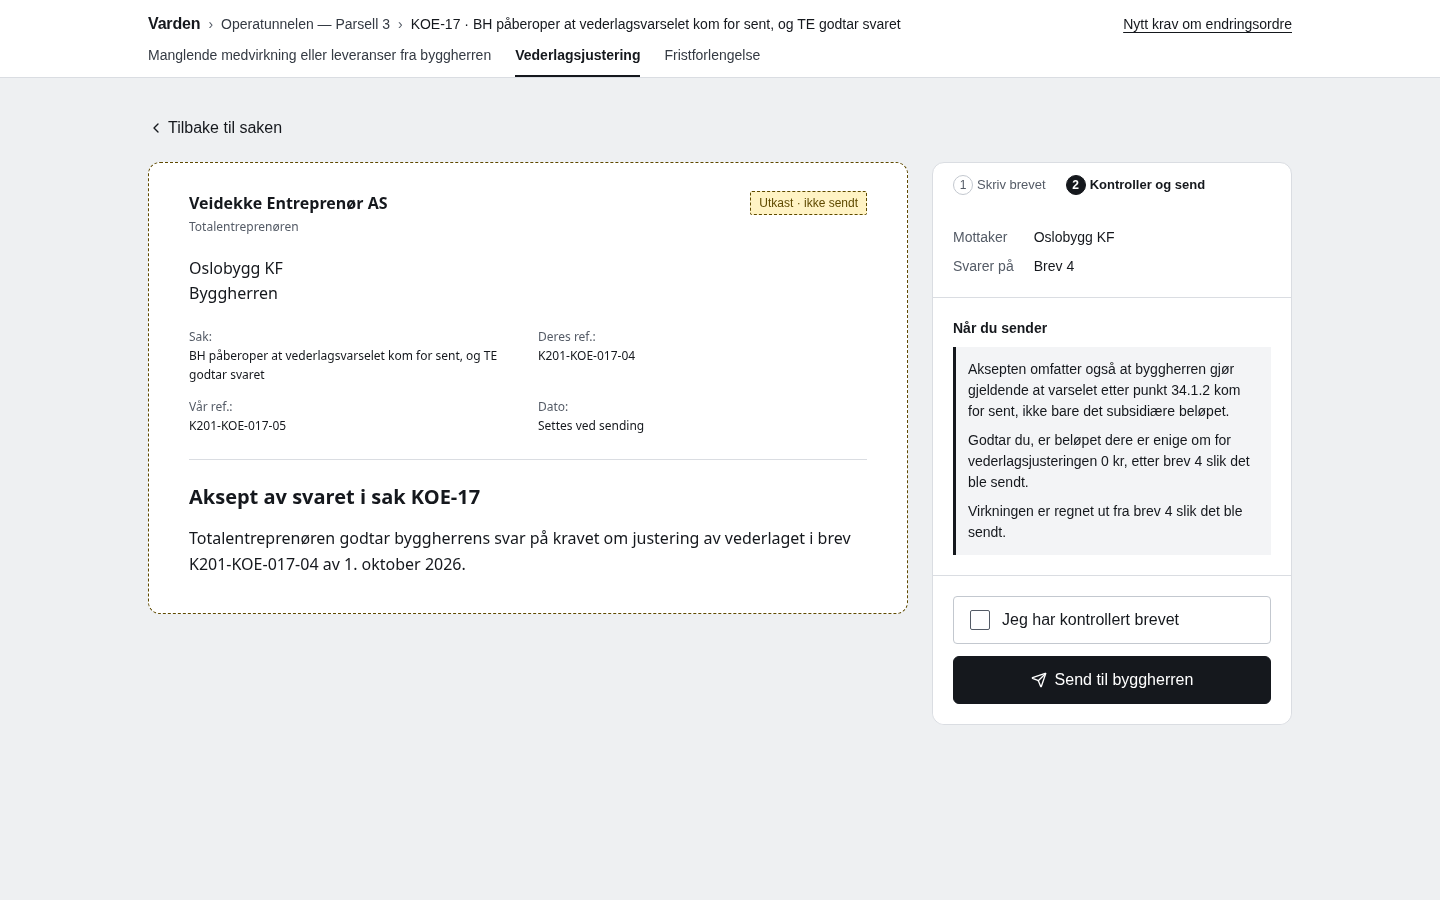 Varden › Operatunnelen — Parsell 3 › KOE-17 · BH påberoper at vederlagsvarselet kom for sent, og TE godtar svaret
Nytt krav om endringsordre
Manglende medvirkning eller leveranser fra byggherren
Vederlagsjustering
Fristforlengelse
Tilbake til saken
Veidekke Entreprenør AS
Utkast · ikke sendt
Totalentreprenøren
Oslobygg KF
Byggherren
Sak:
BH påberoper at vederlagsvarselet kom for sent, og TE
godtar svaret
Deres ref.:
K201-KOE-017-04
Vår ref.:
K201-KOE-017-05
Dato:
Settes ved sending
Aksept av svaret i sak KOE-17
Totalentreprenøren godtar byggherrens svar på kravet om justering av vederlaget i brev
K201-KOE-017-04 av 1. oktober 2026.
1 Skriv brevet
2 Kontroller og send
Mottaker Oslobygg KF
Svarer på Brev 4
Når du sender
Aksepten omfatter også at byggherren gjør
gjeldende at varselet etter punkt 34.1.2 kom
for sent, ikke bare det subsidiære beløpet.
Godtar du, er beløpet dere er enige om for
vederlagsjusteringen 0 kr, etter brev 4 slik det
ble sendt.
Virkningen er regnet ut fra brev 4 slik det ble
sendt.
Jeg har kontrollert brevet
Send til byggherren